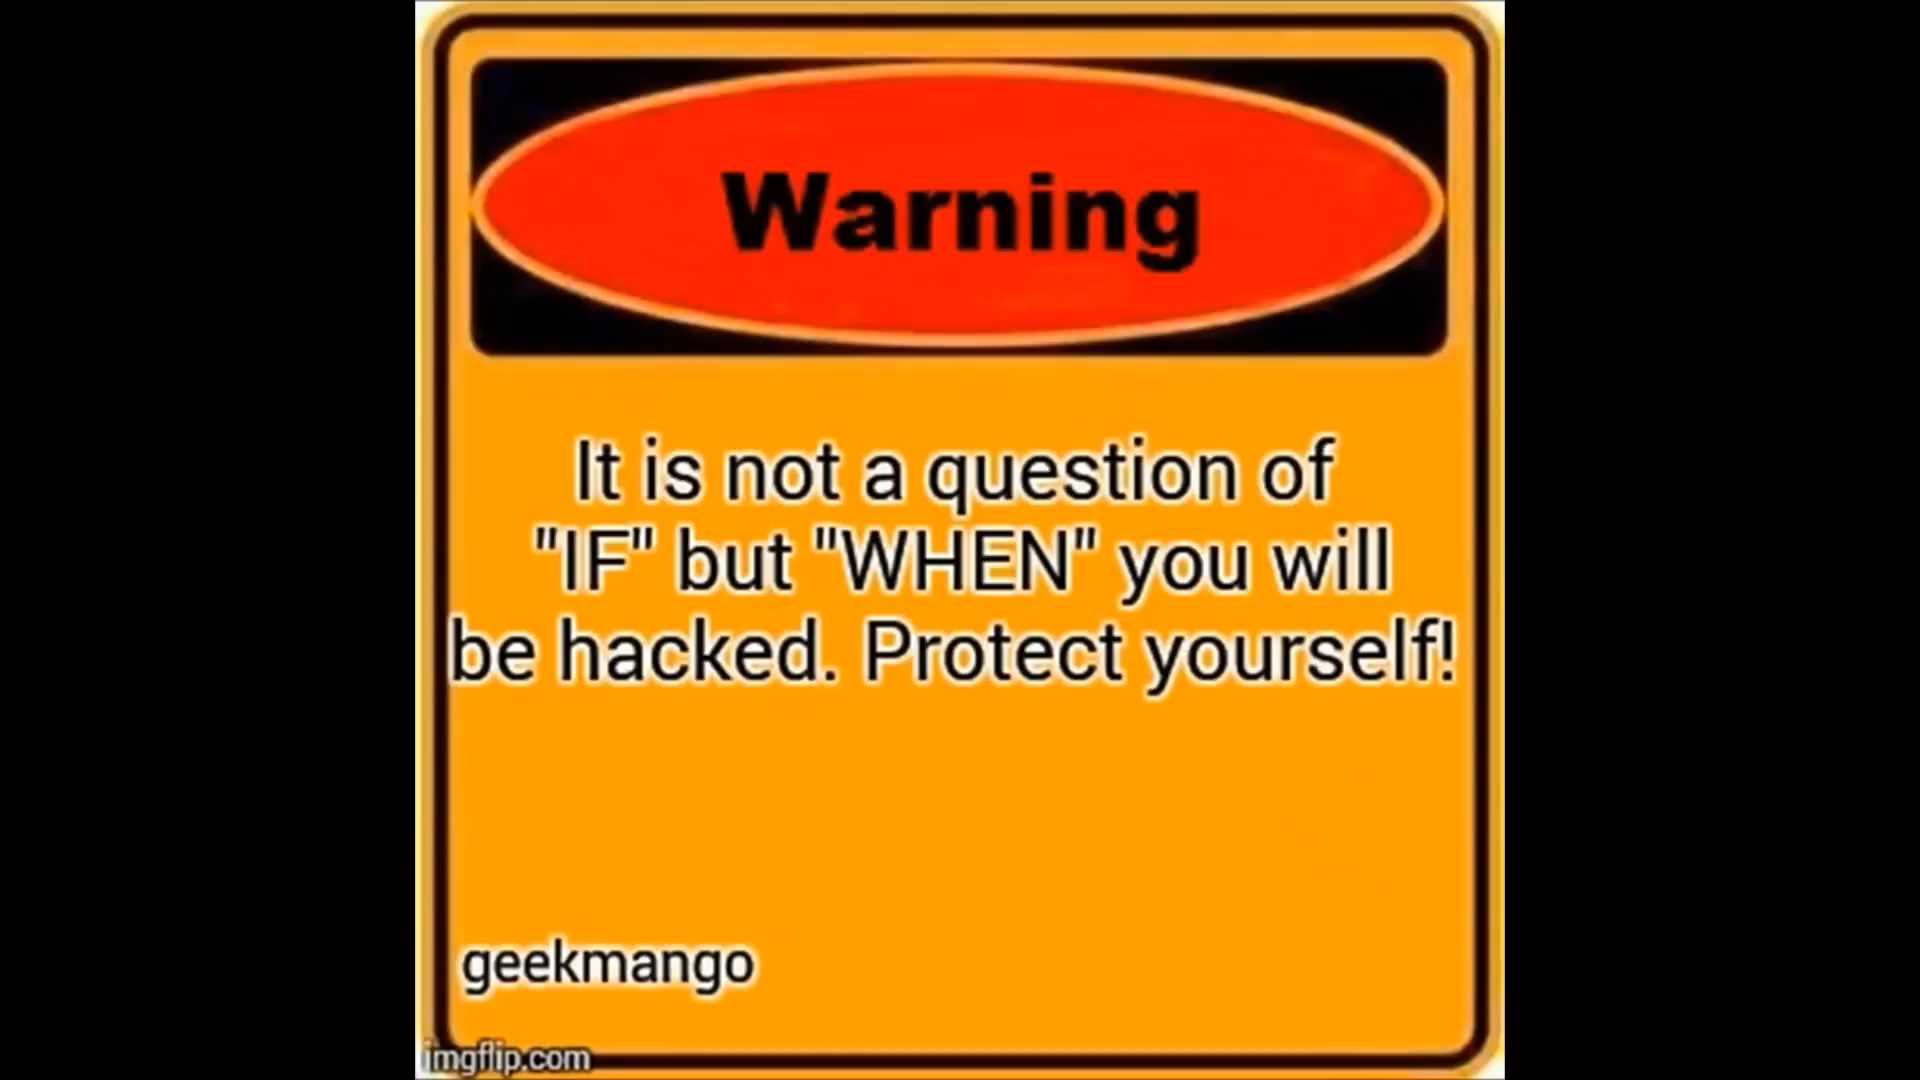 Warning
It is not a question of
"IF" but "WHEN" you will
be hacked. Protect yourself!
geekmango
imgflip.com